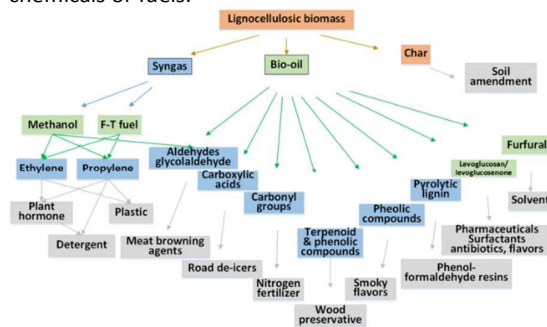 chemicals or fuels.
Lignocellulosic biomass
Syngas
Bio-oil
Char
Soil
amendment
Methanol
F-T fuel
Furfural
Aldehydes
glycolaldehyde
Levoglucosan/
levoglucosenone
Ethylene
Propylene
Carboxylic
acids
Pyrolytic
lignin
Carbonyl
groups
Pheolic
compounds
Solvent
Plant
hormone
Plastic
Terpenoid
& phenolic
compounds
Pharmaceuticals
Surfactants
antibiotics, flavors
Detergent
Meat browning
agents
Road de-icers
Phenol-
formaldehyde resins
Nitrogen
fertilizer
Smoky
flavors
Wood
preservative